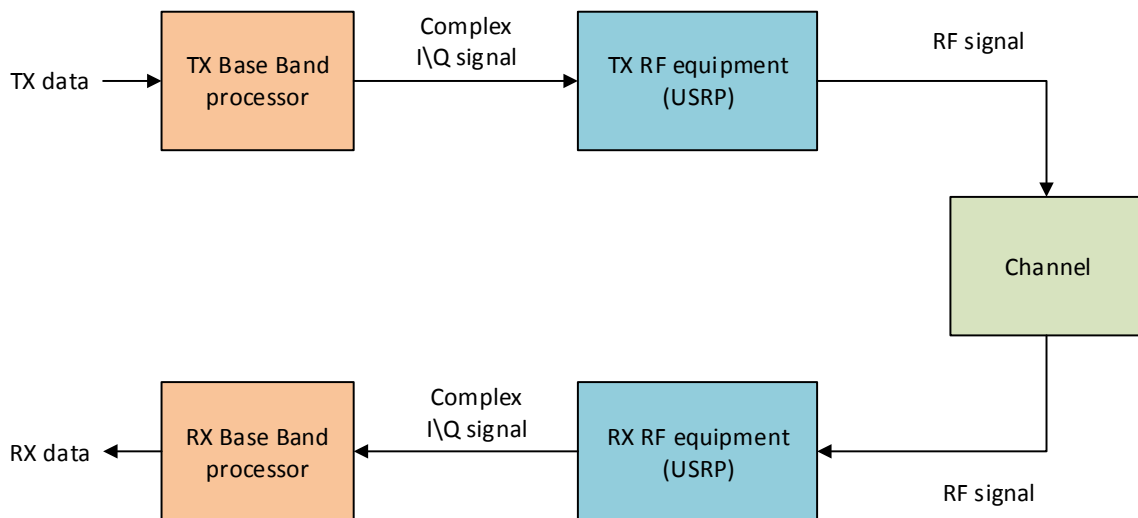 TX data
TX Base Band
processor
Complex
I\Q signal
TX RF equipment
(USRP)
RF signal
Channel
RX data
RX Base Band
processor
Complex
I\Q signal
RX RF equipment
(USRP)
RF signal